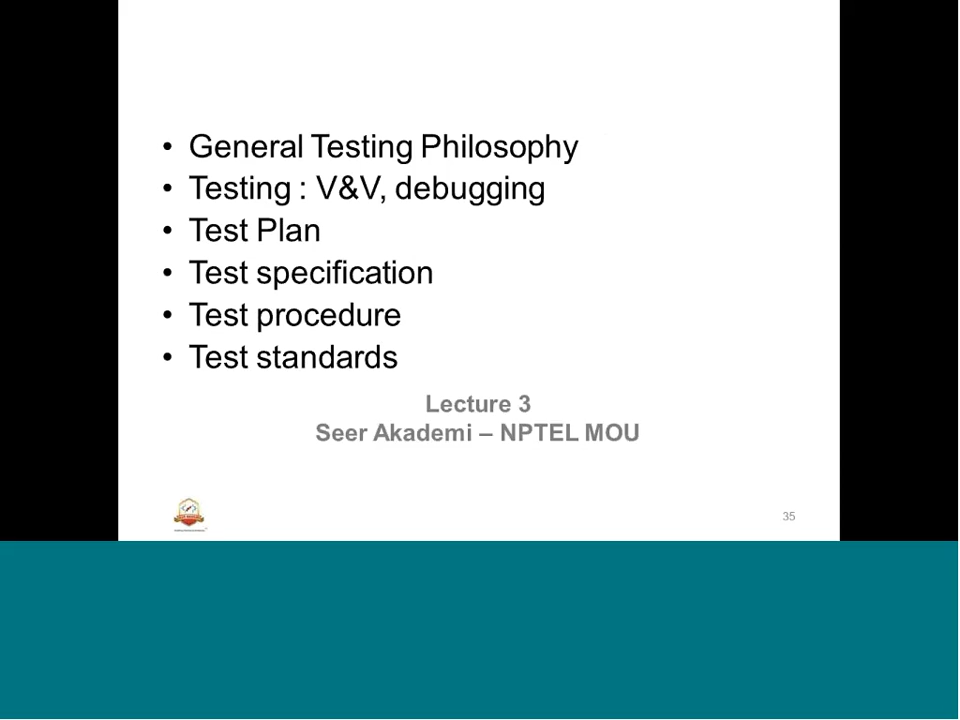 • General Testing Philosophy
• Testing : V&V, debugging
• Test Plan
• Test specification
• Test procedure
• Test standards
Lecture 3
Seer Akademi – NPTEL MOU
35